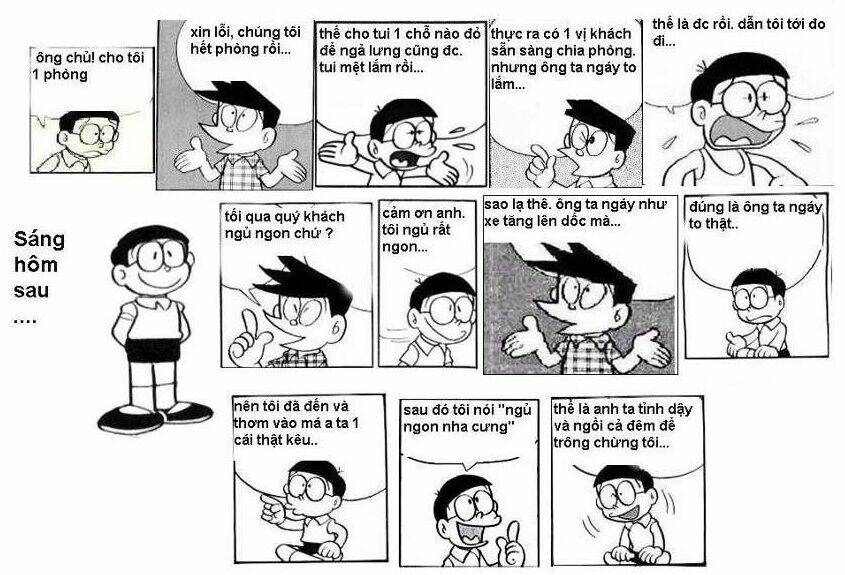 ông chủ! cho tôi
1 phòng
xin lỗi, chúng tôi
hết phòng rồi...
thế cho tui 1 chỗ nào đỏ
để ngả lưng cũng đc.
tui mệt lắm rồi...
thực ra có 1 vị khách
sẵn sàng chia phòng.
nhưng ông ta ngáy to
lắm...
thế là đc rồi. dẫn tôi tới đo
đi...
Sáng
hôm
sau
....
tối qua quý khách
ngủ ngon chứ ?
cảm ơn anh.
tôi ngủ rất
ngon...
sao lạ thê. ông ta ngáy như
xe tăng lên dốc mà...
đúng là ông ta ngáy
to thật..
nên tôi đã đến và
thơm vào má a ta 1
cái thật kêu..
sau đó tôi nói "ngủ
ngon nha cưng"
thế là anh ta tỉnh dậy
và ngồi cả đêm để
trông chừng tôi...